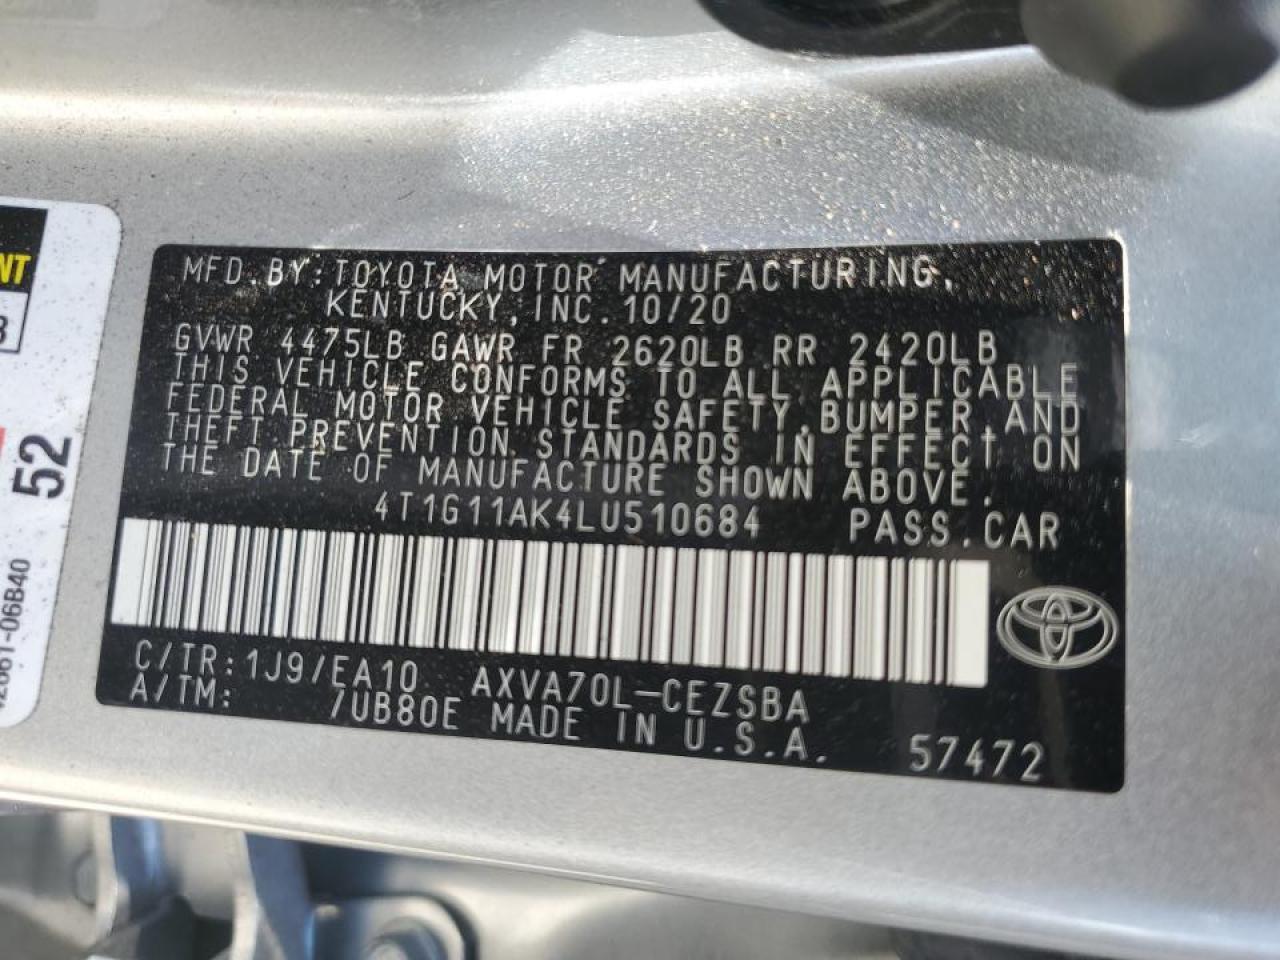 MFD.BY:TOYOTA MOTOR MANUFACTURING,
KENTUCKY, INC. 10/20
GVWR 4475LB GAWR FR 2620LB RR 2420LB
THIS VEHICLE CONFORMS TO ALL APPLICABLE
FEDERAL MOTOR VEHICLE SAFETY, BUMPER, AND
THEFT PREVENTION STANDARDS IN EFFECT ON
THE DATE OF MANUFACTURE SHOWN ABOVE.
4T1G11AK4LU510684 PASS.CAR
C/TR:1J9/EA10 AXVA70L-CEZSBA
A/TM: 7UB80E MADE IN U.S.A. 57472
52